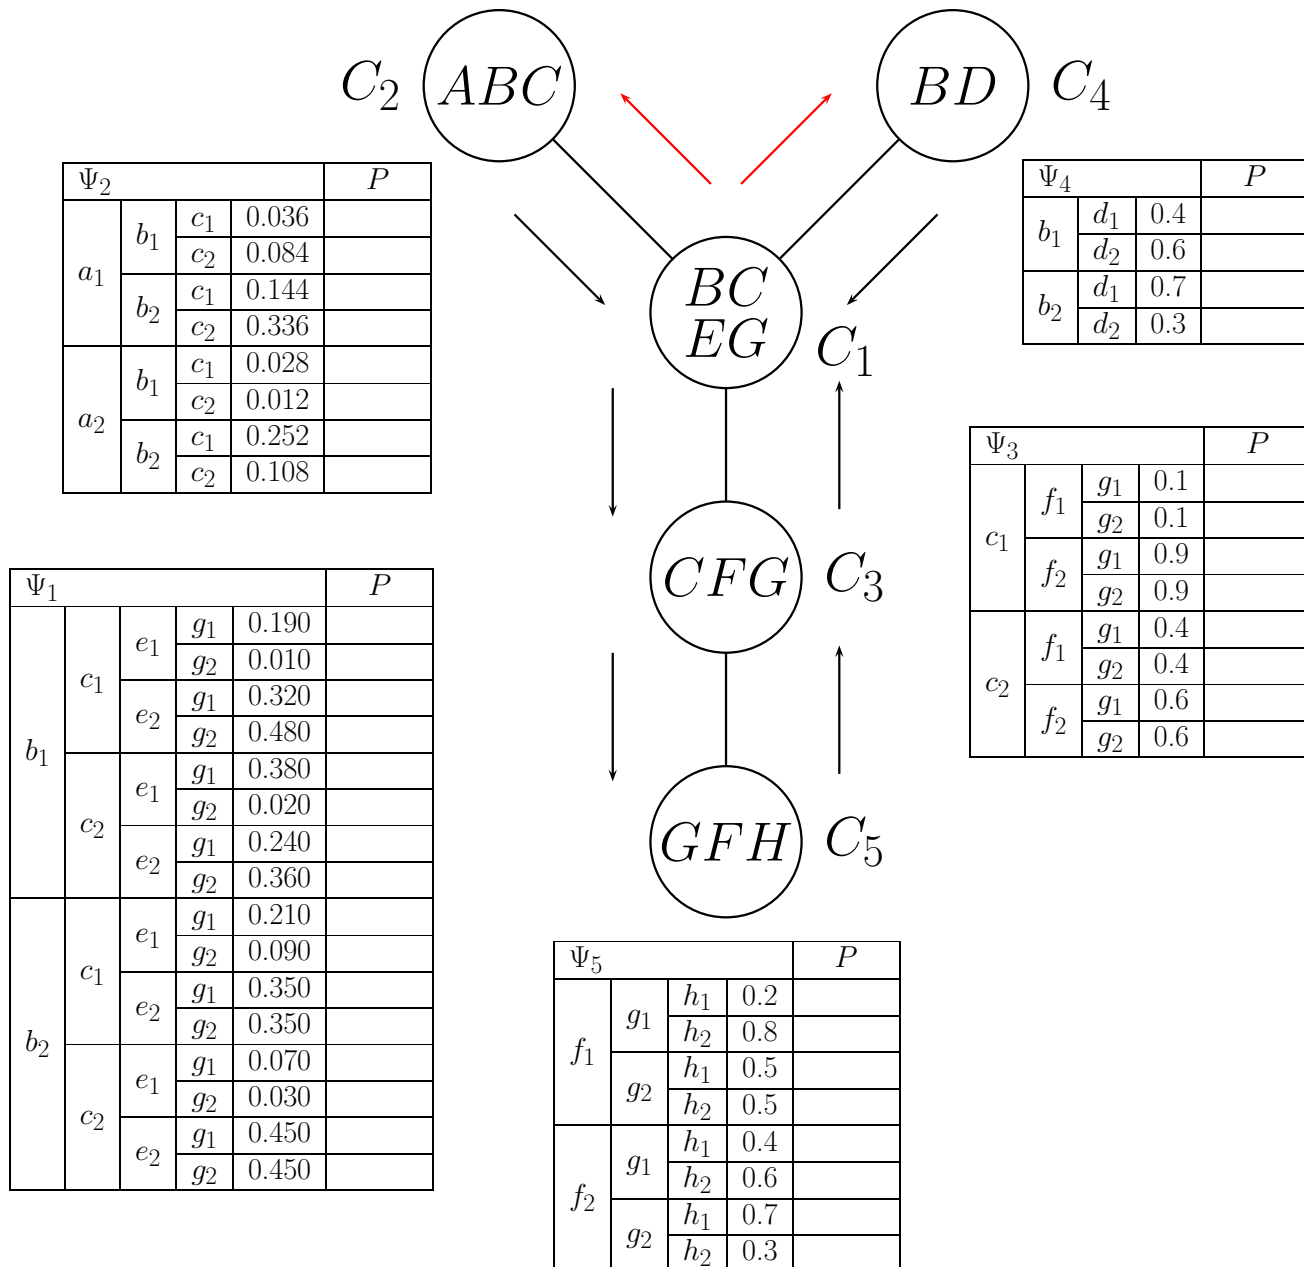 C2 ABC BD C4
BC
EG
C1
CFG C3
GFH C5
Ψ2 P
a1 b1 c1 0.036
c2 0.084
b2 c1 0.144
c2 0.336
a2 b1 c1 0.028
c2 0.012
b2 c1 0.252
c2 0.108
Ψ4 P
b1 d1 0.4
d2 0.6
b2 d1 0.7
d2 0.3
Ψ3 P
c1 f1 g1 0.1
g2 0.1
f2 g1 0.9
g2 0.9
c2 f1 g1 0.4
g2 0.4
f2 g1 0.6
g2 0.6
Ψ1 P
b1 c1 e1 g1 0.190
g2 0.010
e2 g1 0.320
g2 0.480
c2 e1 g1 0.380
g2 0.020
e2 g1 0.240
g2 0.360
b2 c1 e1 g1 0.210
g2 0.090
e2 g1 0.350
g2 0.350
c2 e1 g1 0.070
g2 0.030
e2 g1 0.450
g2 0.450
Ψ5 P
f1 g1 h1 0.2
h2 0.8
g2 h1 0.5
h2 0.5
f2 g1 h1 0.4
h2 0.6
g2 h1 0.7
h2 0.3